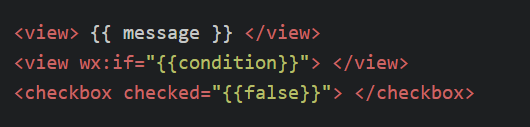 <view> {{ message }} </view>
<view wx:if="{{condition}}"> </view>
<checkbox checked="{{false}}"> </checkbox>